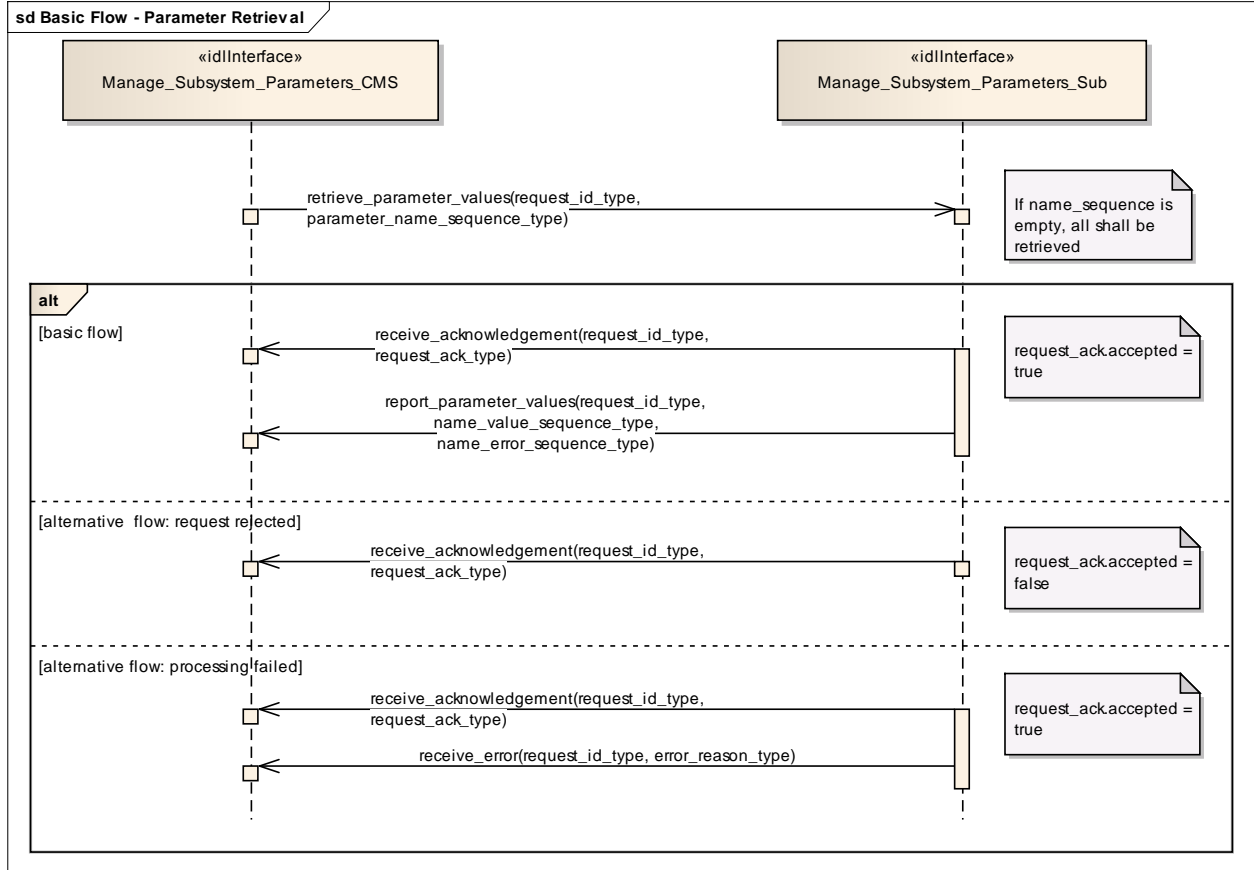 sd Basic Flow - Parameter Retrieval
«idlInterface»
Manage_Subsystem_Parameters_CMS
«idlInterface»
Manage_Subsystem_Parameters_Sub
retrieve_parameter_values(request_id_type,
parameter_name_sequence_type)
If name_sequence is
empty, all shall be
retrieved
alt
[basic flow]
receive_acknowledgement(request_id_type,
request_ack_type)
request_ack.accepted =
true
report_parameter_values(request_id_type,
name_value_sequence_type,
name_error_sequence_type)
[alternative  flow: request rejected]
receive_acknowledgement(request_id_type,
request_ack_type)
request_ack.accepted =
false
[alternative flow: processing failed]
receive_acknowledgement(request_id_type,
request_ack_type)
request_ack.accepted =
true
receive_error(request_id_type, error_reason_type)